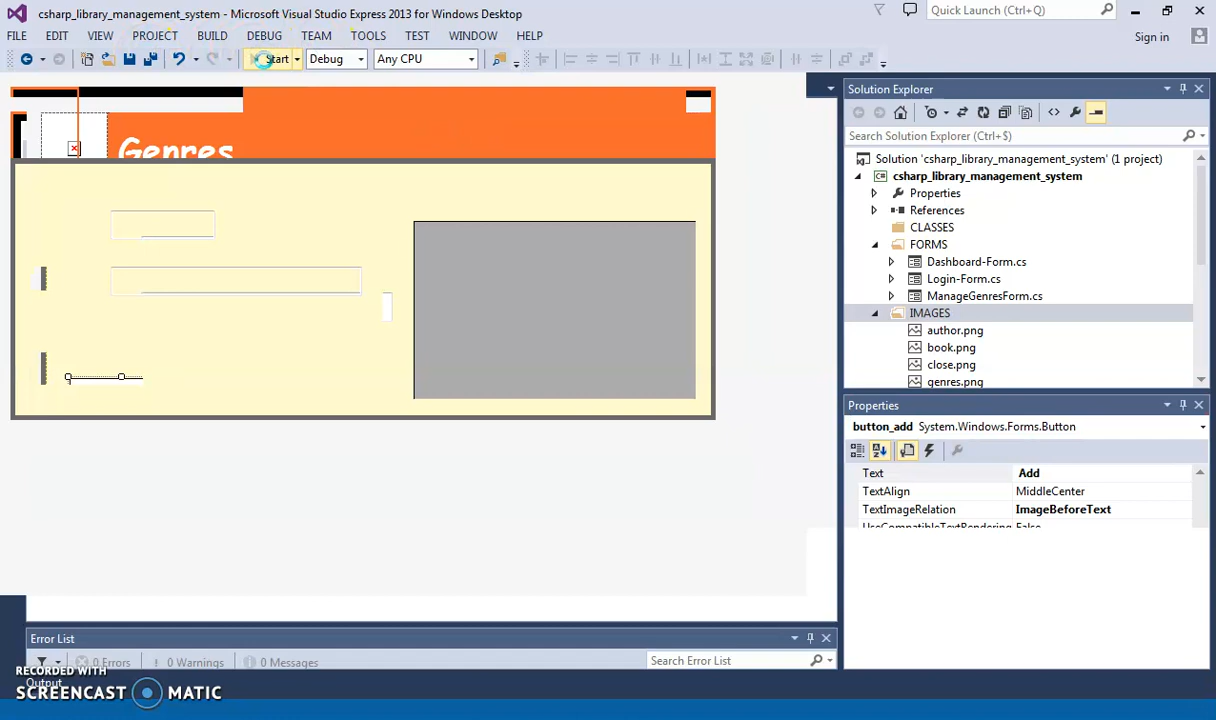 csharp_library_management_system - Microsoft Visual Studio Express 2013 for Windows Desktop
Quick Launch (Ctrl+Q)
FILE EDIT VIEW PROJECT BUILD DEBUG TEAM TOOLS TEST WINDOW HELP
Sign in
Start Debug Any CPU
Solution Explorer
Search Solution Explorer (Ctrl+$)
Genres
Solution 'csharp_library_management_system' (1 project)
csharp_library_management_system
Properties
References
CLASSES
FORMS
Dashboard-Form.cs
Login-Form.cs
ManageGenresForm.cs
IMAGES
author.png
book.png
close.png
genres.png
Properties
button_add System.Windows.Forms.Button
Text Add
TextAlign MiddleCenter
TextImageRelation ImageBeforeText
UseCompatibleTextRendering False
Error List
0 Errors 0 Warnings 0 Messages
Search Error List
RECORDED WITH
Output
SCREENCAST MATIC